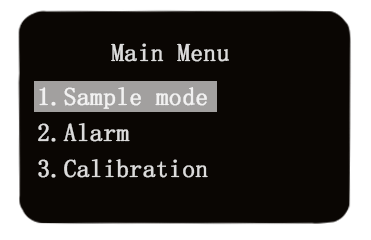 Main Menu
1.Sample mode
2.Alarm
3.Calibration